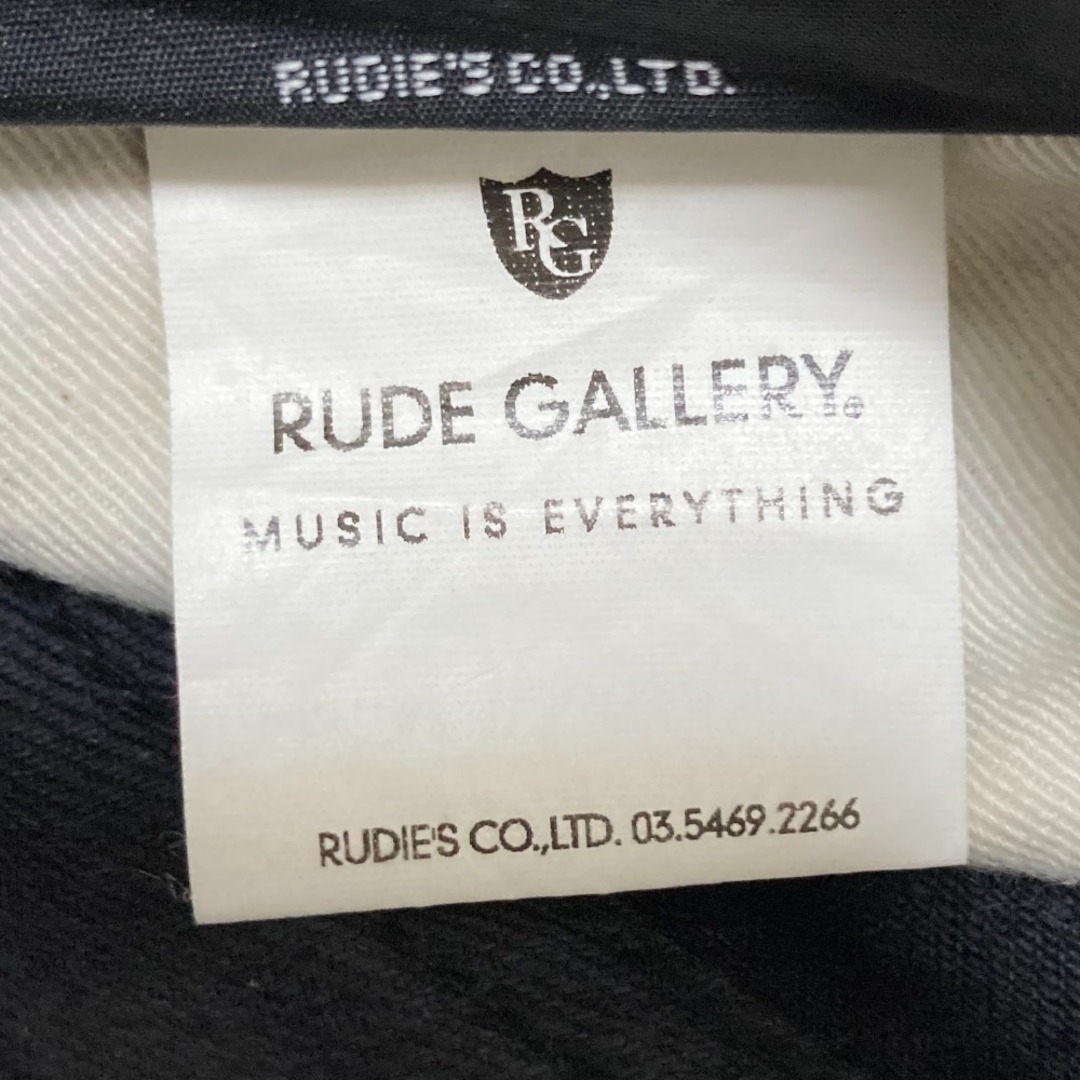 RUDIE'S CO.,LTD.
RG
RUDE GALLERY®
MUSIC IS EVERYTHING
RUDIE'S CO.,LTD. 03.5469.2266